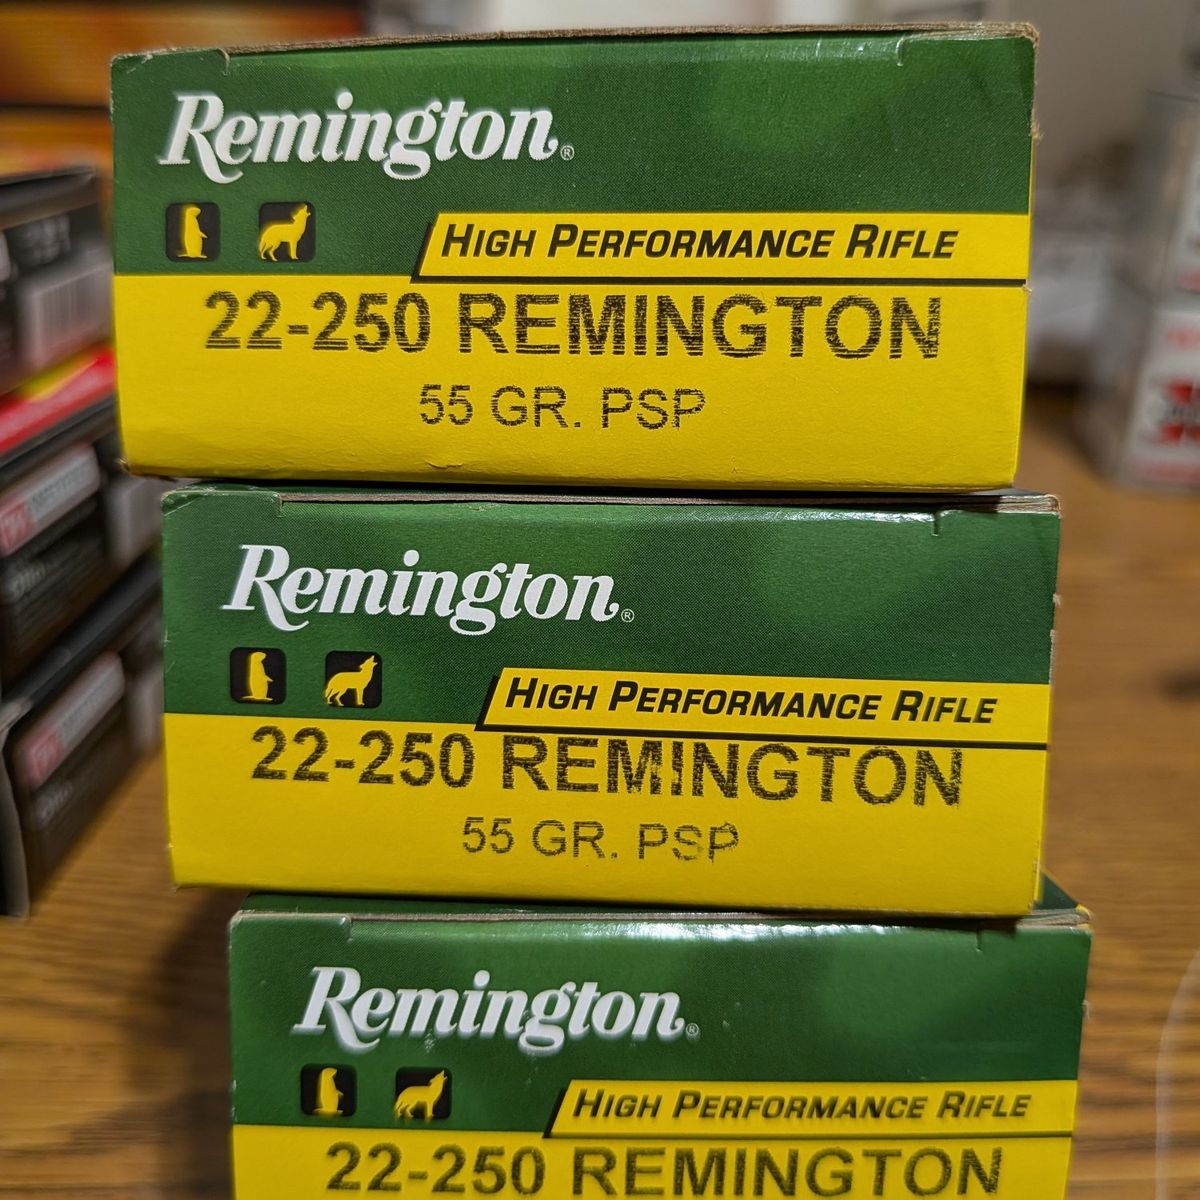 Remington®
HIGH PERFORMANCE RIFLE
22-250 REMINGTON
55 GR. PSP
Remington®
HIGH PERFORMANCE RIFLE
22-250 REMINGTON
55 GR. PSP
Remington®
HIGH PERFORMANCE RIFLE
22-250 REMINGTON